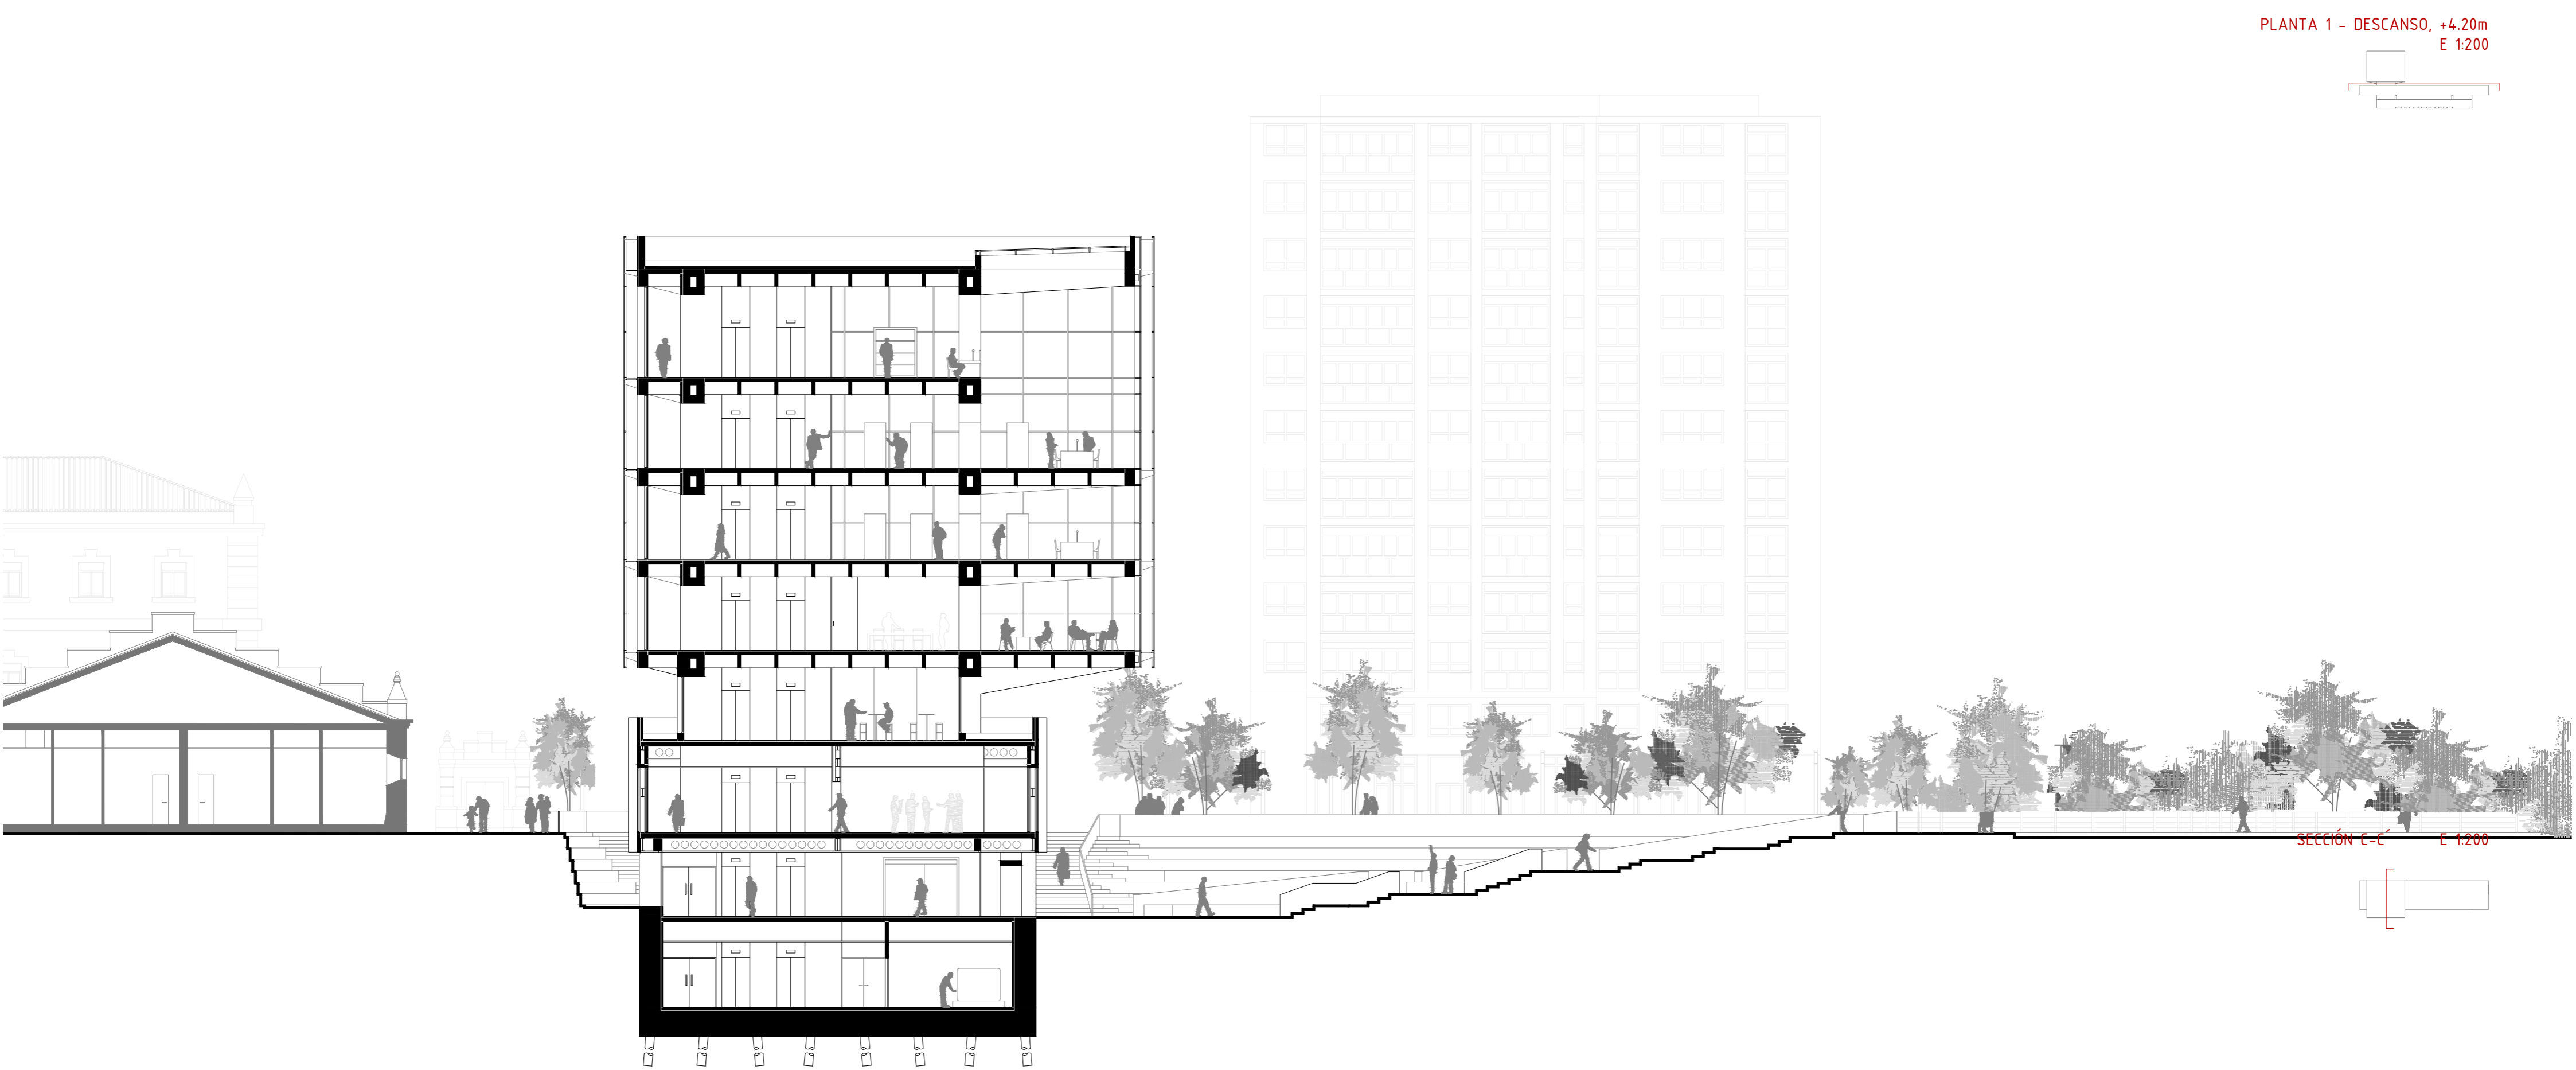 PLANTA 1 - DESCANSO, +4.20m
E 1:200
SECCIÓN C-C´ E 1:200